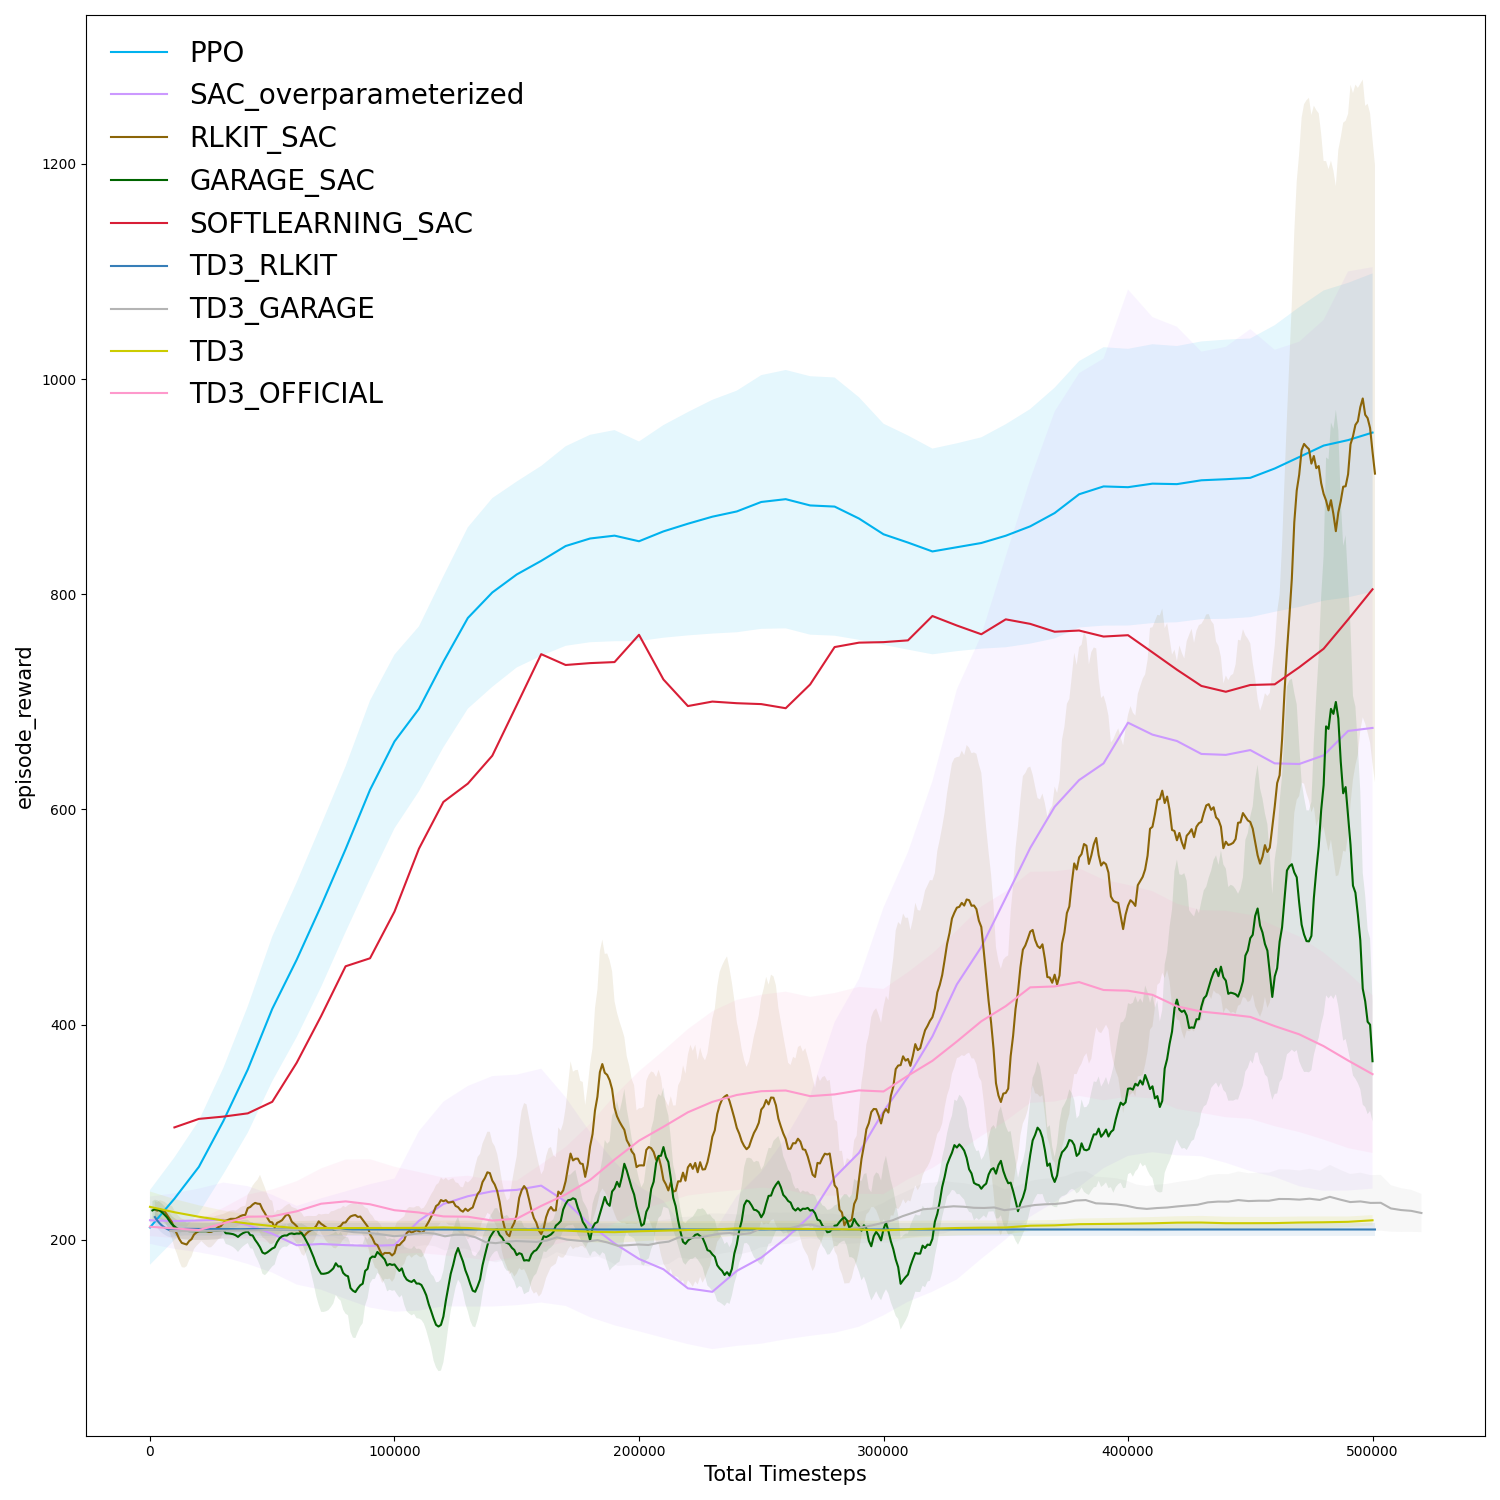 PPO
SAC_overparameterized
RLKIT_SAC
GARAGE_SAC
SOFTLEARNING_SAC
TD3_RLKIT
TD3_GARAGE
TD3
TD3_OFFICIAL
1200
1000
800
600
400
200
episode_reward
0 100000 200000 300000 400000 500000
Total Timesteps